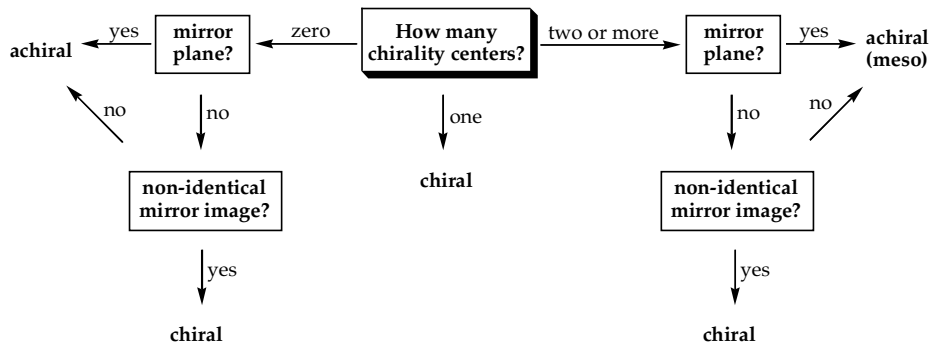 How many
chirality centers?
zero
mirror
plane?
yes
achiral
no
no
non-identical
mirror image?
yes
chiral
one
chiral
two or more
mirror
plane?
yes
achiral
(meso)
no
no
non-identical
mirror image?
yes
chiral